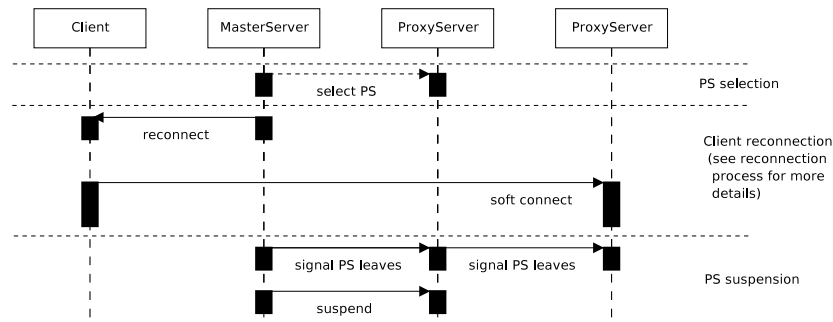 Client
MasterServer
ProxyServer
ProxyServer
select PS
PS selection
reconnect
Client reconnection
(see reconnection
process for more
details)
soft connect
signal PS leaves
signal PS leaves
PS suspension
suspend